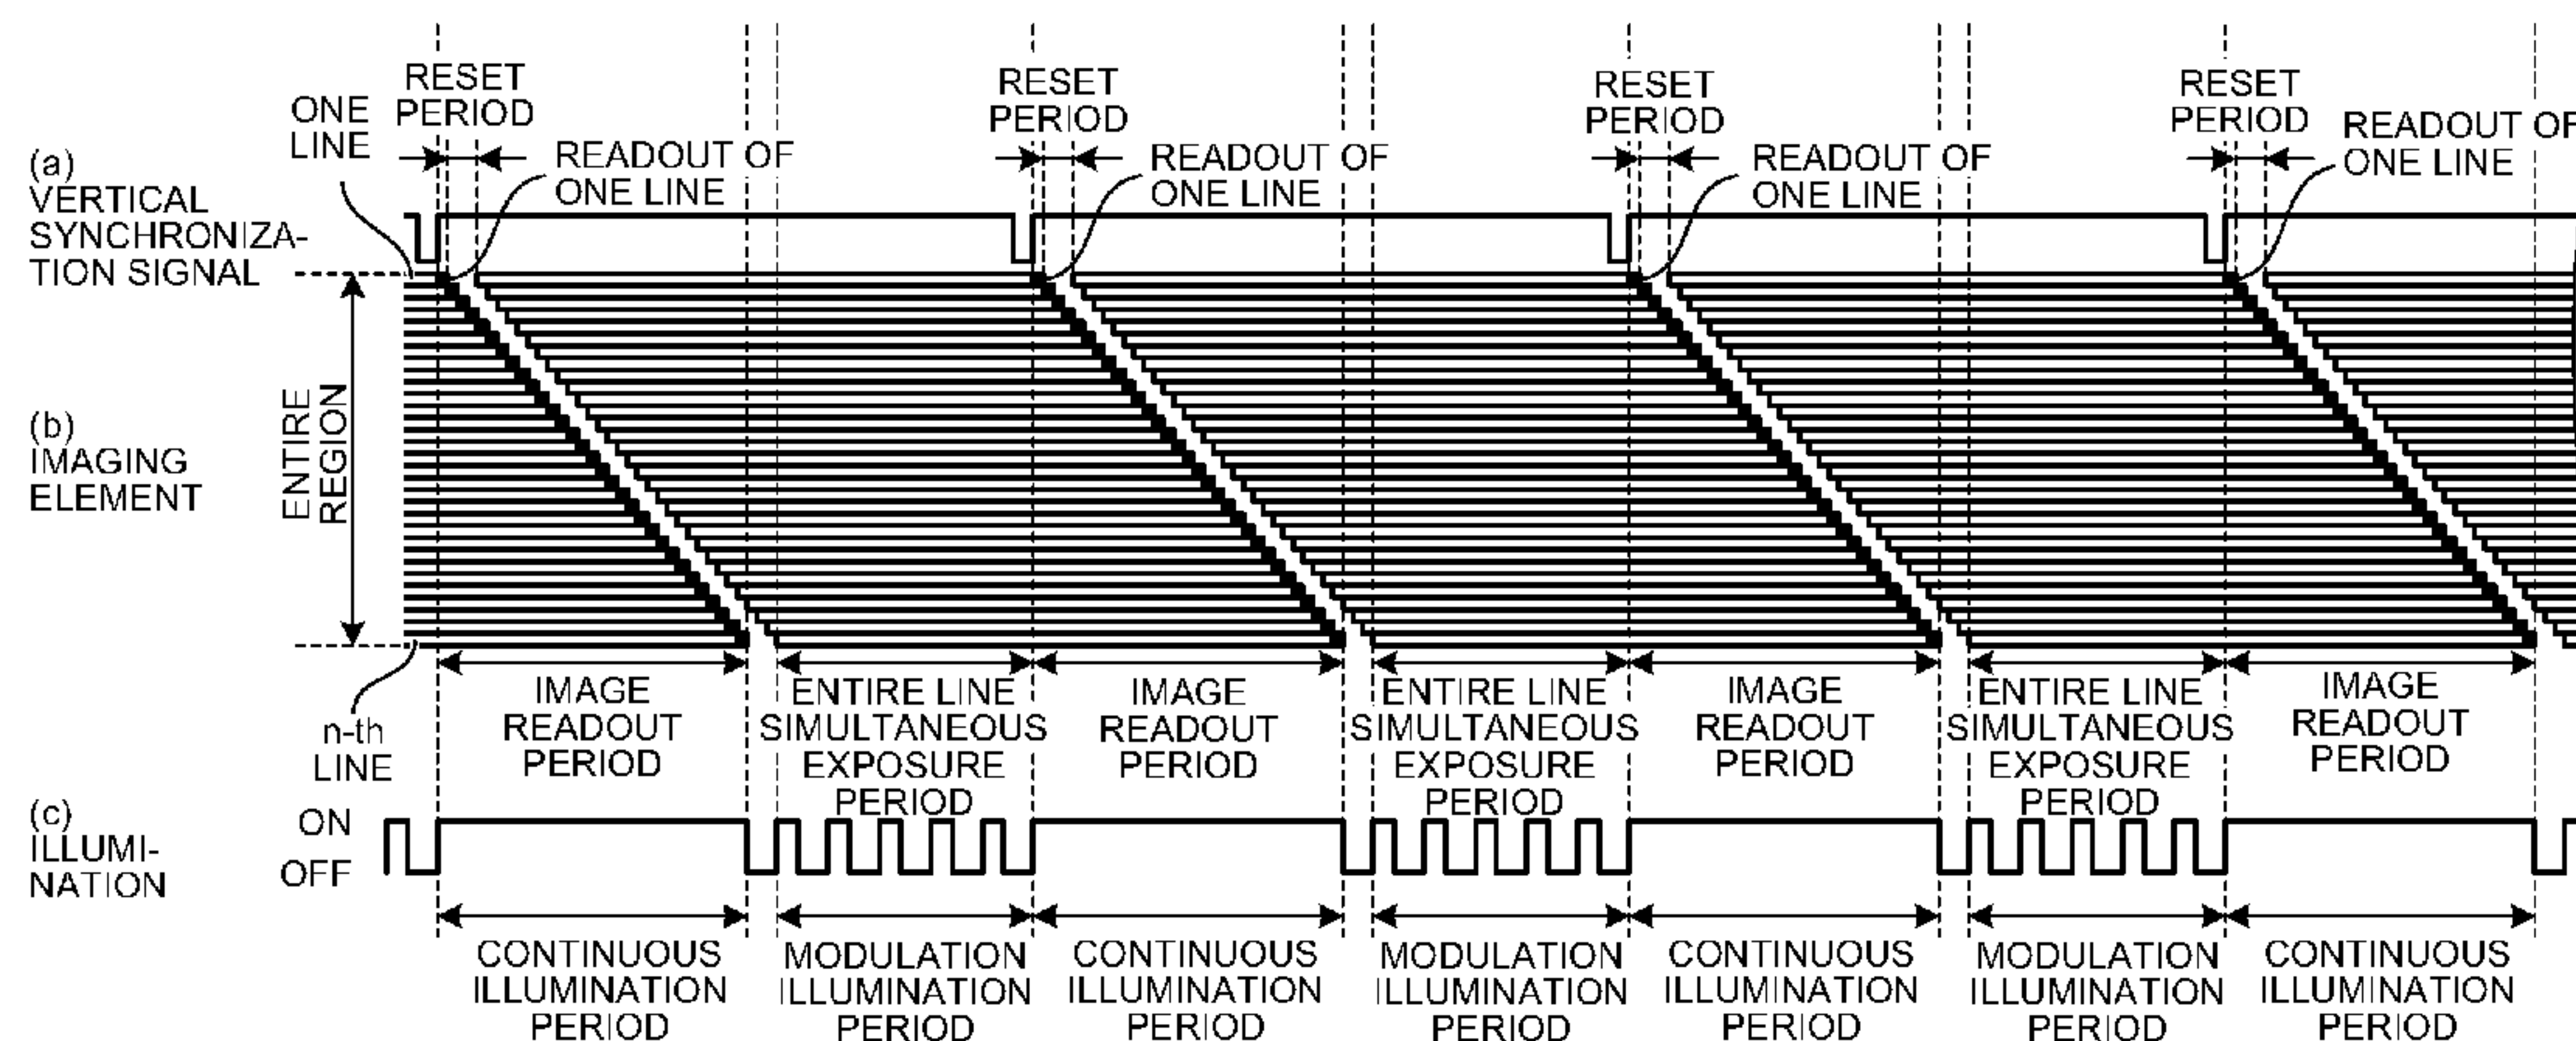 RESET
PERIOD
RESET
PERIOD
RESET
PERIOD
RESET
PERIOD
ONE
LINE
READOUT OF
ONE LINE
READOUT OF
ONE LINE
READOUT OF
ONE LINE
READOUT OF
ONE LINE
(a)
VERTICAL
SYNCHRONIZA-
TION SIGNAL
(b)
IMAGING
ELEMENT
ENTIRE
REGION
n-th
LINE
IMAGE
READOUT
PERIOD
ENTIRE LINE
SIMULTANEOUS
EXPOSURE
PERIOD
IMAGE
READOUT
PERIOD
ENTIRE LINE
SIMULTANEOUS
EXPOSURE
PERIOD
IMAGE
READOUT
PERIOD
ENTIRE LINE
SIMULTANEOUS
EXPOSURE
PERIOD
IMAGE
READOUT
PERIOD
(c)
ILLUMI-
NATION
ON
OFF
CONTINUOUS
ILLUMINATION
PERIOD
MODULATION
ILLUMINATION
PERIOD
CONTINUOUS
ILLUMINATION
PERIOD
MODULATION
ILLUMINATION
PERIOD
CONTINUOUS
ILLUMINATION
PERIOD
MODULATION
ILLUMINATION
PERIOD
CONTINUOUS
ILLUMINATION
PERIOD